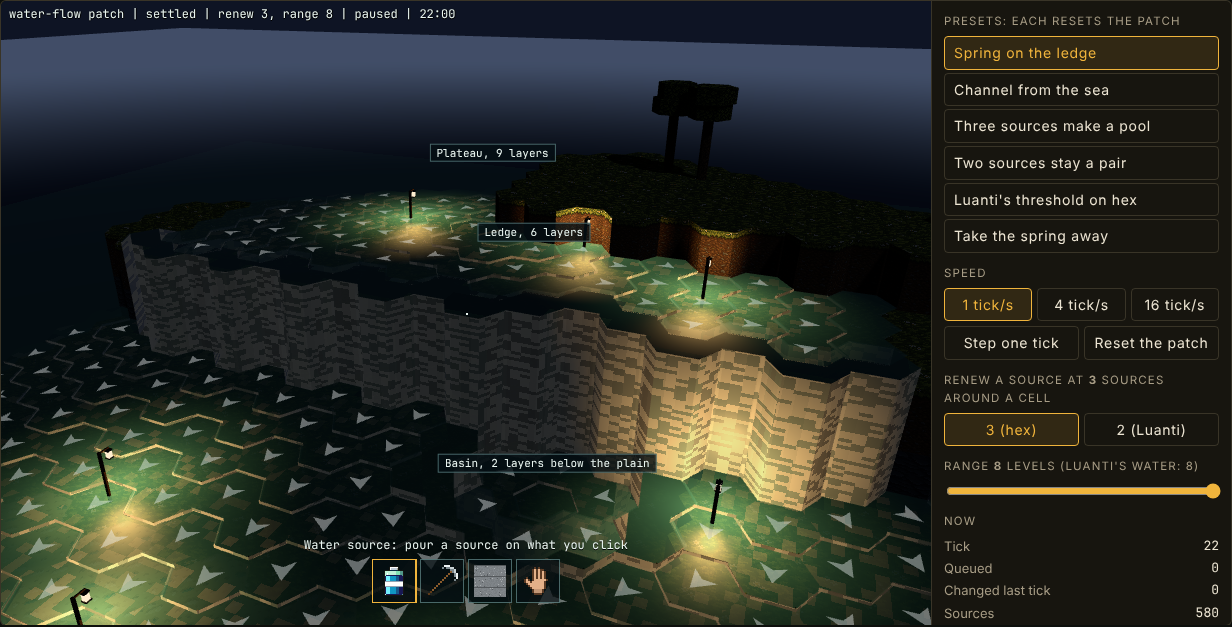 water-flow patch | settled | renew 3, range 8 | paused | 22:00
Plateau, 9 layers
Ledge, 6 layers
Basin, 2 layers below the plain
Water source: pour a source on what you click
PRESETS: EACH RESETS THE PATCH
Spring on the ledge
Channel from the sea
Three sources make a pool
Two sources stay a pair
Luanti's threshold on hex
Take the spring away
SPEED
1 tick/s 4 tick/s 16 tick/s
Step one tick Reset the patch
RENEW A SOURCE AT 3 SOURCES
AROUND A CELL
3 (hex) 2 (Luanti)
RANGE 8 LEVELS (LUANTI'S WATER: 8)
NOW
Tick 22
Queued 0
Changed last tick 0
Sources 580